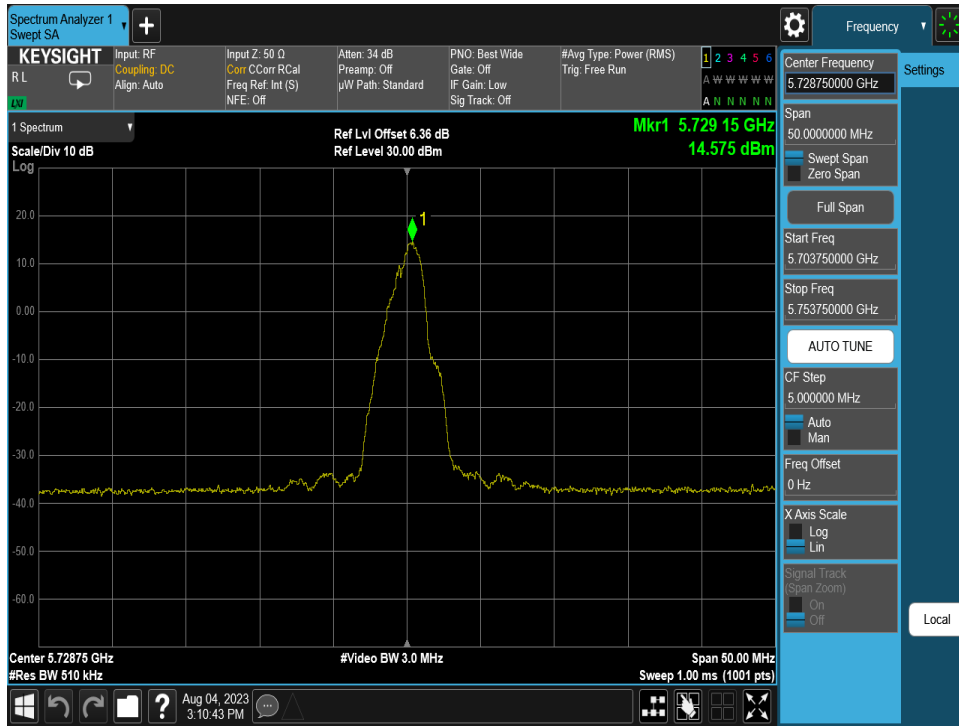 Spectrum Analyzer 1
Swept SA
+
Frequency
KEYSIGHT
R L
LXI
Input: RF
Coupling: DC
Align: Auto
Input Z: 50 Ω
Corr CCorr RCal
Freq Ref: Int (S)
NFE: Off
Atten: 34 dB
Preamp: Off
µW Path: Standard
PNO: Best Wide
Gate: Off
IF Gain: Low
Sig Track: Off
#Avg Type: Power (RMS)
Trig: Free Run
1 2 3 4 5 6
A W W W W W
A N N N N N
1 Spectrum
Scale/Div 10 dB
Log
Ref Lvl Offset 6.36 dB
Ref Level 30.00 dBm
Mkr1 5.729 15 GHz
14.575 dBm
1
20.0
10.0
0.00
-10.0
-20.0
-30.0
-40.0
-50.0
-60.0
Center 5.72875 GHz
#Res BW 510 kHz
#Video BW 3.0 MHz
Span 50.00 MHz
Sweep 1.00 ms (1001 pts)
Center Frequency
5.728750000 GHz
Settings
Span
50.0000000 MHz
Swept Span
Zero Span
Full Span
Start Freq
5.703750000 GHz
Stop Freq
5.753750000 GHz
AUTO TUNE
CF Step
5.000000 MHz
Auto
Man
Freq Offset
0 Hz
X Axis Scale
Log
Lin
Signal Track
(Span Zoom)
On
Off
Local
?
Aug 04, 2023
3:10:43 PM